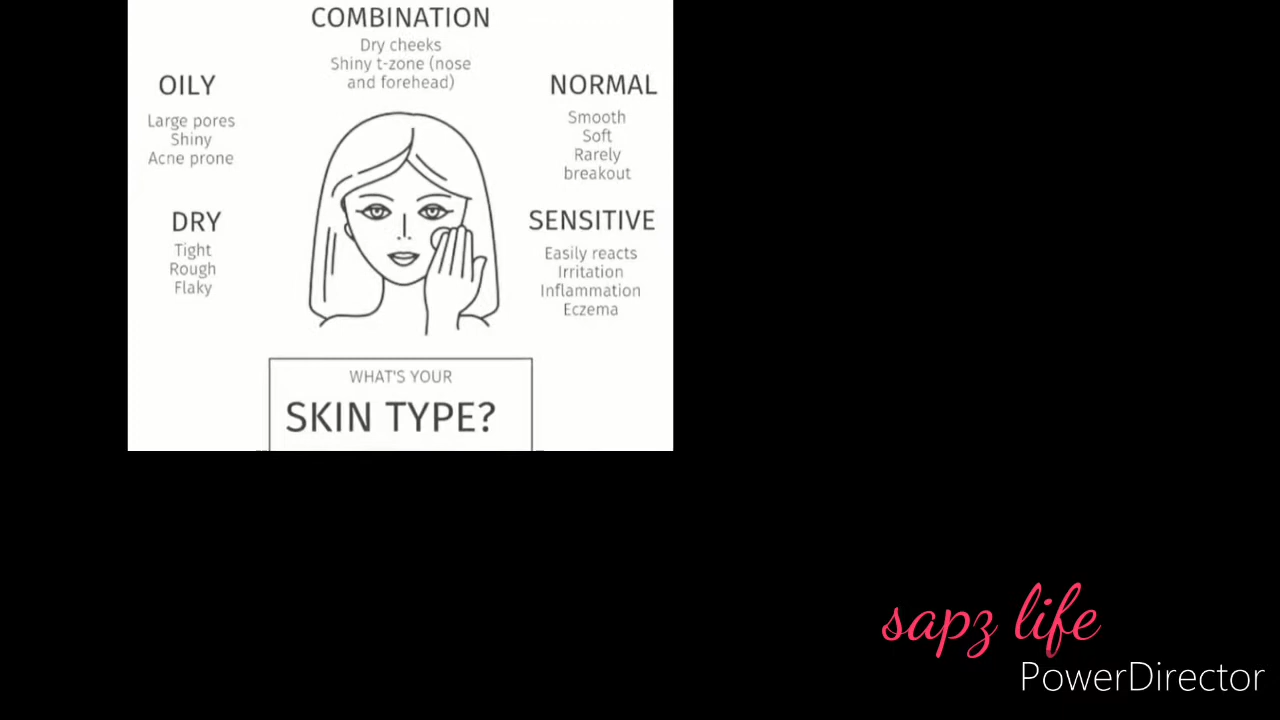 COMBINATION
Dry cheeks
Shiny t-zone (nose
and forehead)
OILY
Large pores
Shiny
Acne prone
NORMAL
Smooth
Soft
Rarely
breakout
DRY
Tight
Rough
Flaky
SENSITIVE
Easily reacts
Irritation
Inflammation
Eczema
WHAT'S YOUR
SKIN TYPE?
sapz life
PowerDirector